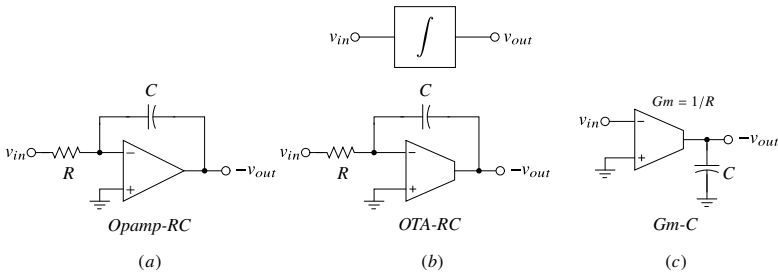 v_in ∫ v_out
C
v_in R − + −v_out
Opamp-RC
(a)
C
v_in R − + −v_out
OTA-RC
(b)
Gm = 1/R
v_in − + −v_out
C
Gm-C
(c)